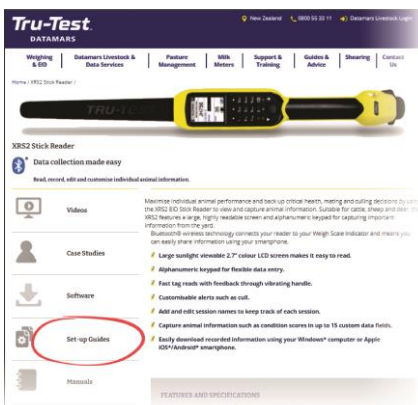 Tru-Test
DATAMARS
New Zealand 0800 55 20 11 Datamars Livestock Login
Weighing & EID
Datamars Livestock & Data Services
Pasture Management
Milk Meters
Support & Training
Guides & Advice
Shearing
Contact Us
Home / XRS2 Stick Reader /
TRU-TEST
XRS2 Stick Reader
Data collection made easy
Read, record, edit and customise individual animal information.
Videos
Case Studies
Software
Set-up Guides
Manuals
Maximise individual animal performance and back up critical health, mating and culling decisions by using
the XRS2 EID Stick Reader to view and capture animal information. Suitable for cattle, sheep and deer, the
XRS2 features a large, highly readable screen and alphanumeric keypad for capturing important
information from the yard.
Bluetooth® wireless technology connects your reader to your Weigh Scale Indicator and means you
can easily share information using your smartphone.
Large sunlight viewable 2.7" colour LCD screen makes it easy to read.
Alphanumeric keypad for flexible data entry.
Fast tag reads with feedback through vibrating handle.
Customisable alerts such as cull.
Add and edit session names to keep track of each session.
Capture animal information such as condition scores in up to 15 custom data fields.
Easily download recorded information using your Windows® computer or Apple
iOS®/Android® smartphone.
FEATURES AND SPECIFICATIONS